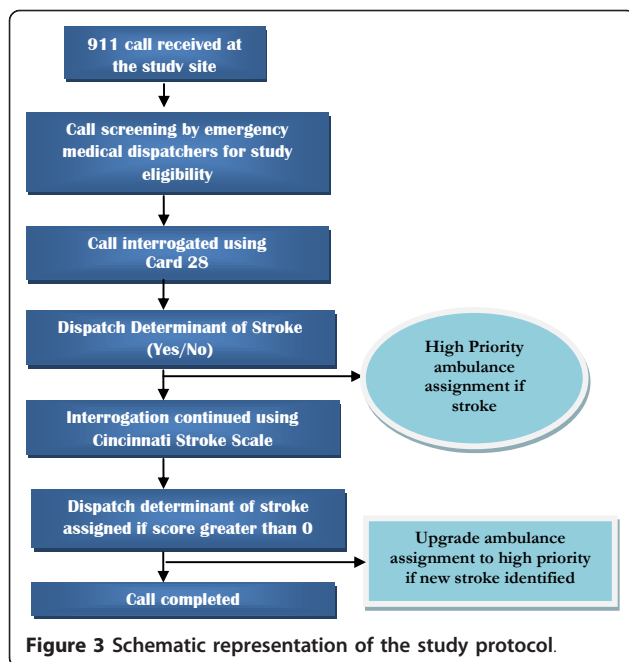 911 call received at
the study site
Call screening by emergency
medical dispatchers for study
eligibility
Call interrogated using
Card 28
Dispatch Determinant of Stroke
(Yes/No)
High Priority
ambulance
assignment if
stroke
Interrogation continued using
Cincinnati Stroke Scale
Dispatch determinant of stroke
assigned if score greater than 0
Upgrade ambulance
assignment to high priority
if new stroke identified
Call completed
Figure 3 Schematic representation of the study protocol.